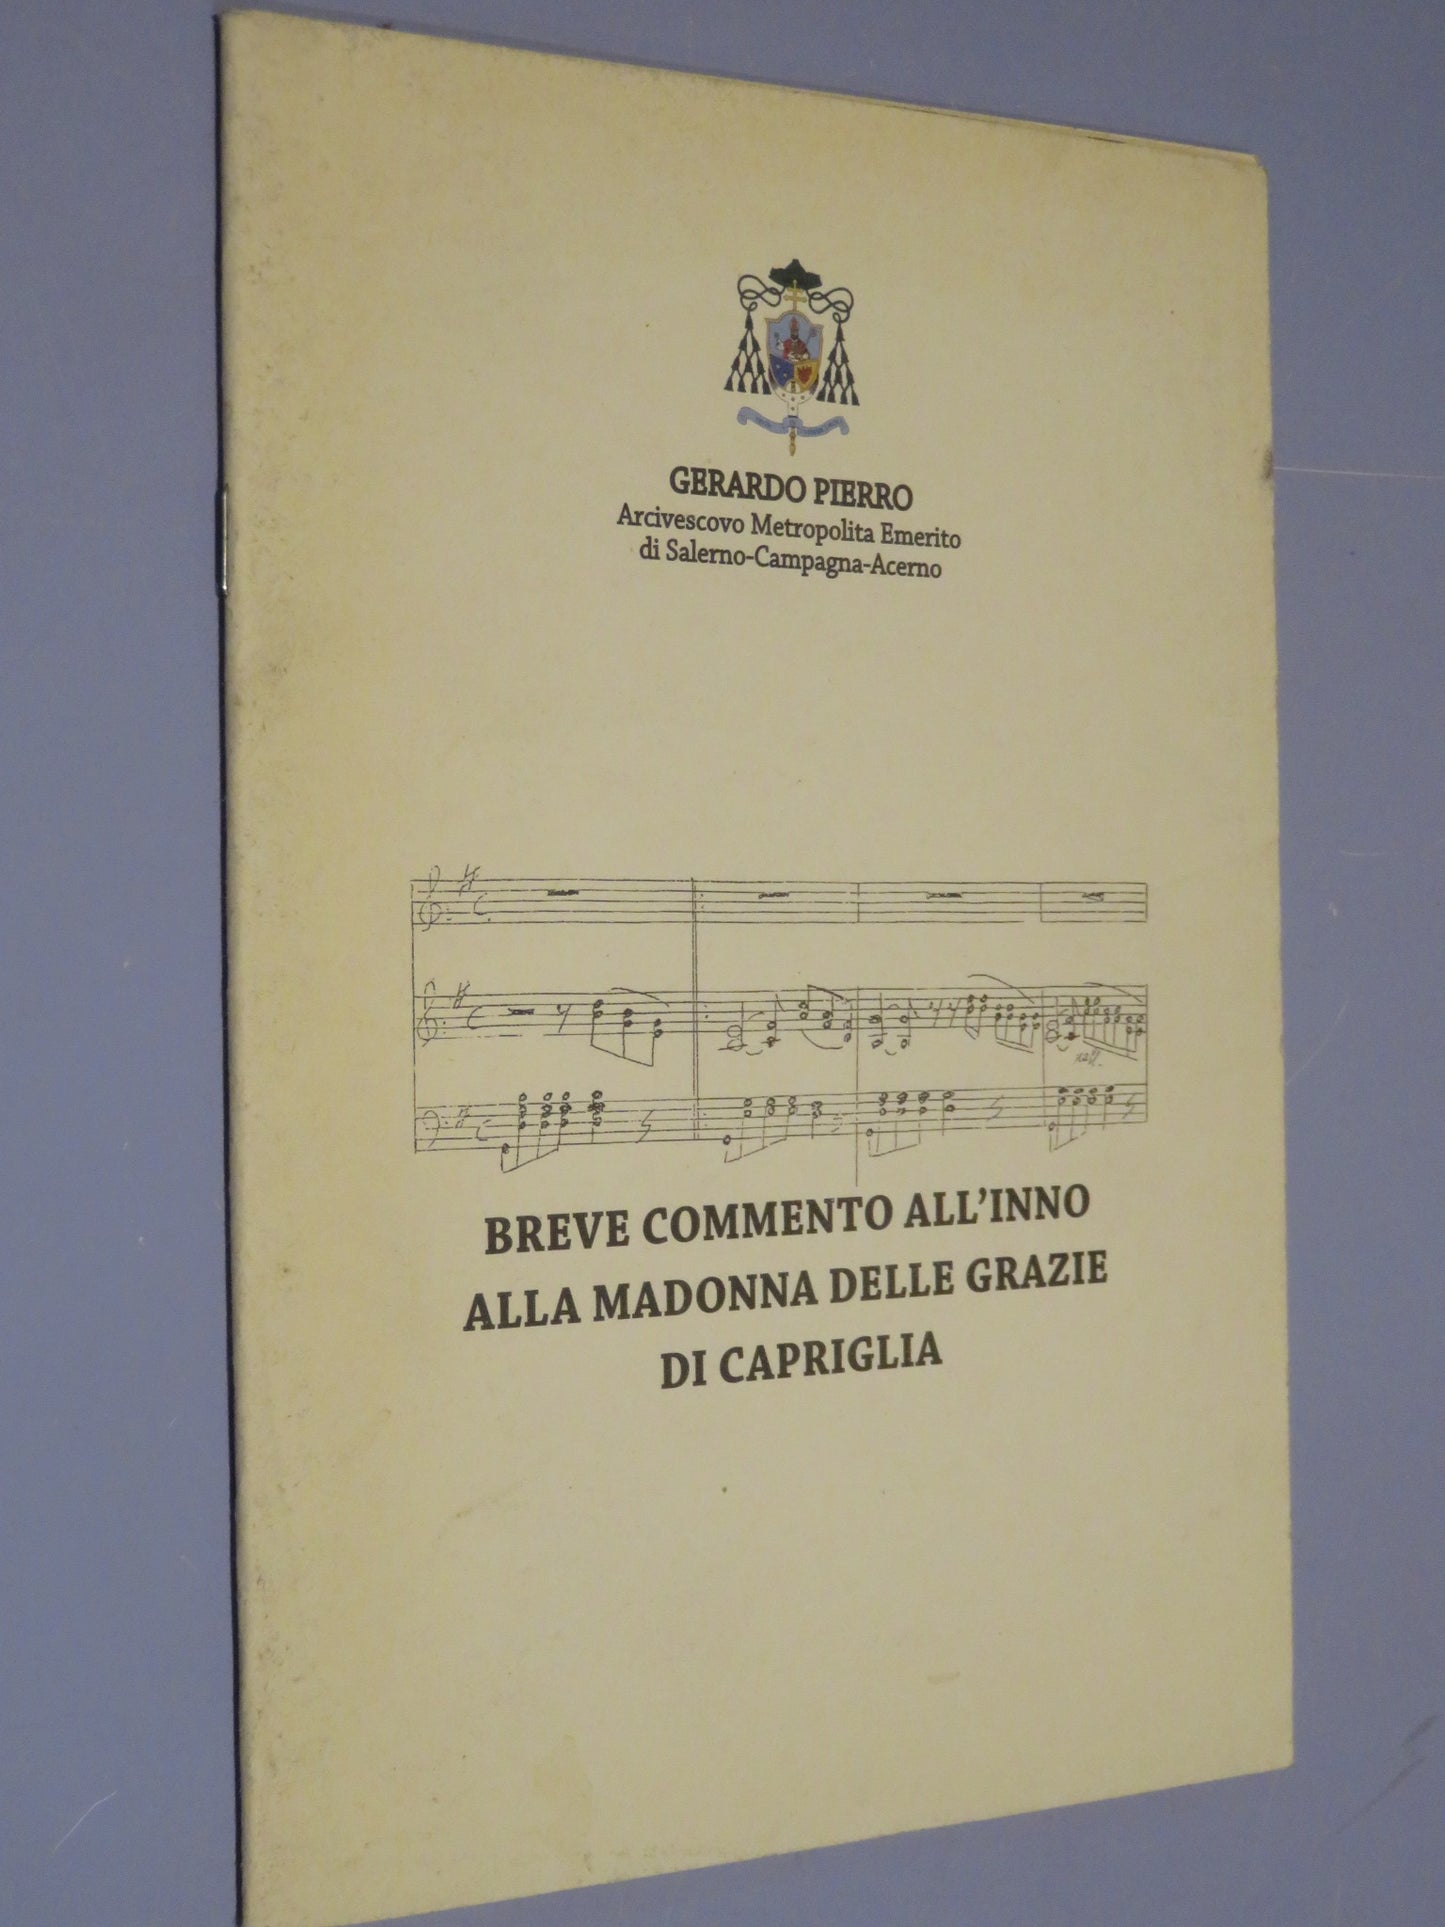 GERARDO PIERRO
Arcivescovo Metropolita Emerito
di Salerno-Campagna-Acerno
BREVE COMMENTO ALL'INNO
ALLA MADONNA DELLE GRAZIE
DI CAPRIGLIA